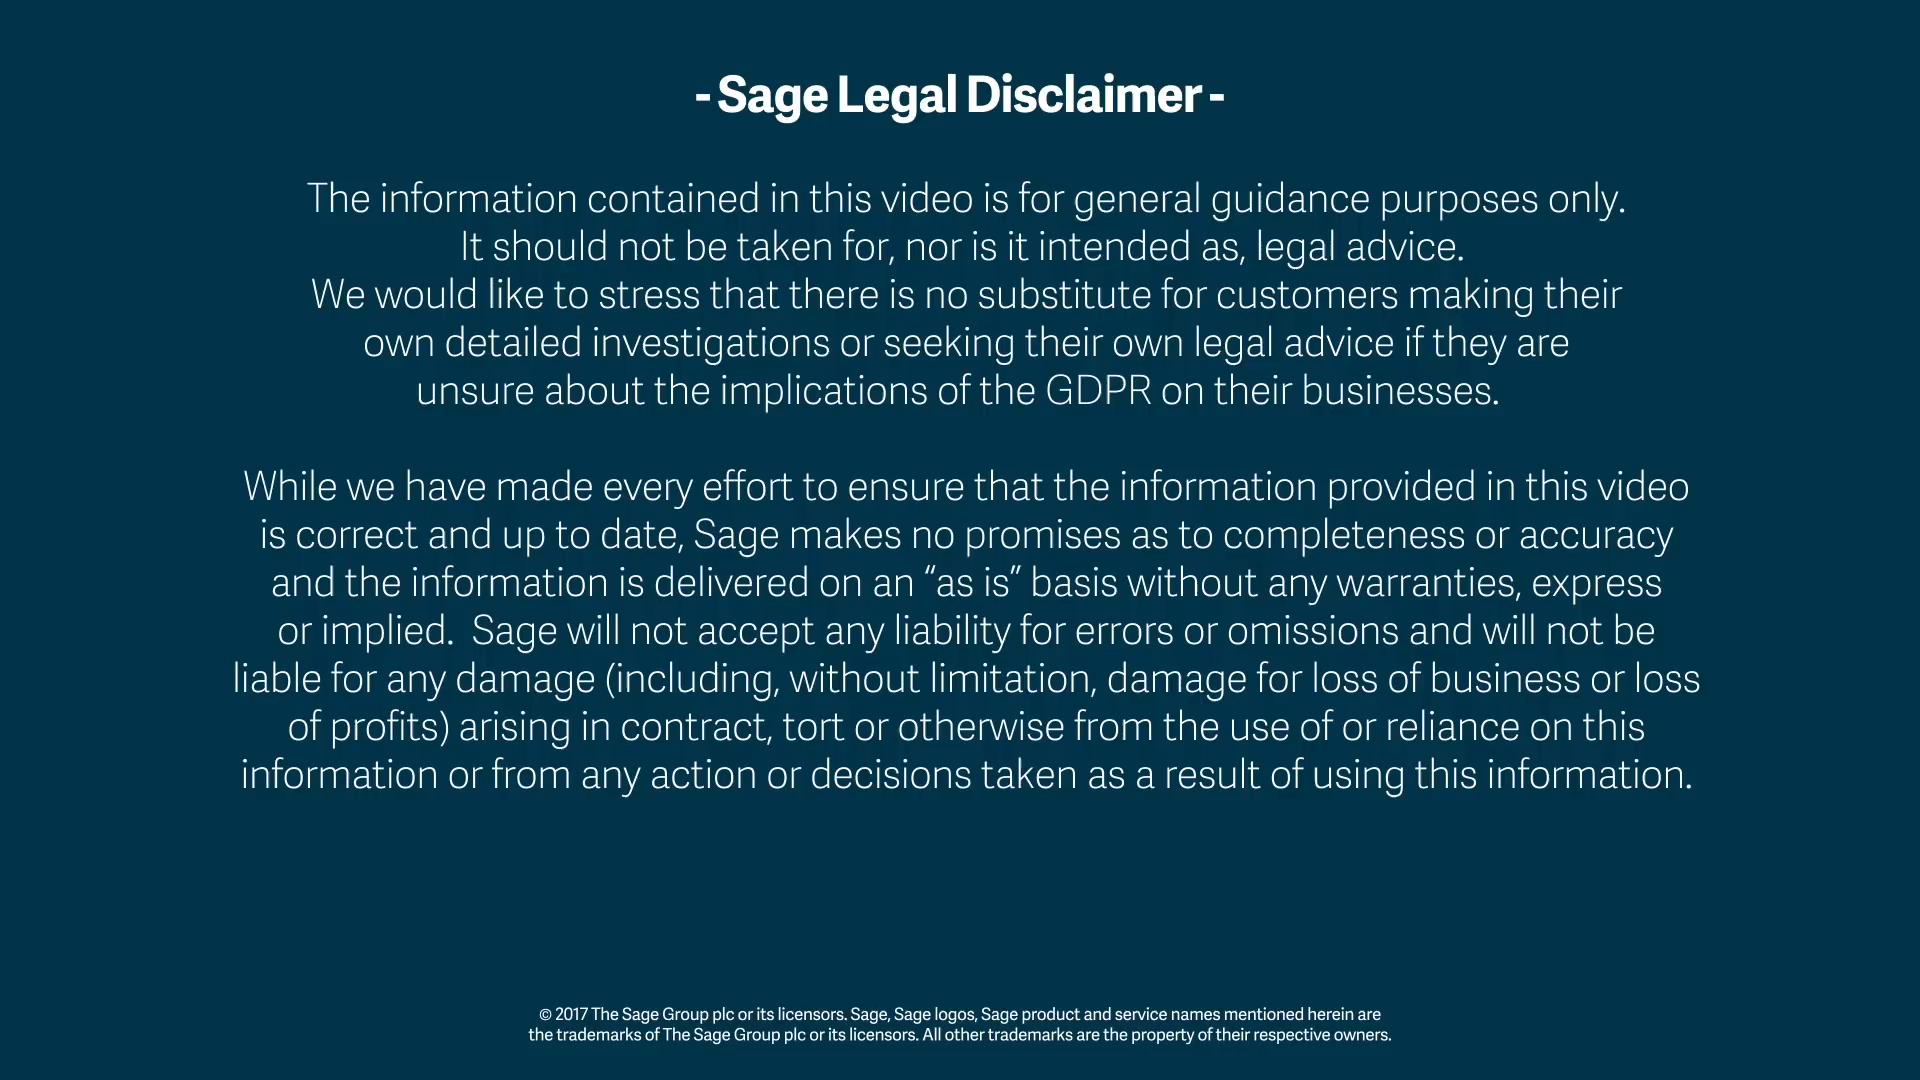 - Sage Legal Disclaimer -
The information contained in this video is for general guidance purposes only.
It should not be taken for, nor is it intended as, legal advice.
We would like to stress that there is no substitute for customers making their
own detailed investigations or seeking their own legal advice if they are
unsure about the implications of the GDPR on their businesses.
While we have made every effort to ensure that the information provided in this video
is correct and up to date, Sage makes no promises as to completeness or accuracy
and the information is delivered on an “as is” basis without any warranties, express
or implied.  Sage will not accept any liability for errors or omissions and will not be
liable for any damage (including, without limitation, damage for loss of business or loss
of profits) arising in contract, tort or otherwise from the use of or reliance on this
information or from any action or decisions taken as a result of using this information.
© 2017 The Sage Group plc or its licensors. Sage, Sage logos, Sage product and service names mentioned herein are
the trademarks of The Sage Group plc or its licensors. All other trademarks are the property of their respective owners.